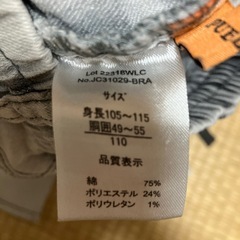 Lot 22318WLC
No.JC31029-BRA
サイズ
身長105～115
胴囲49～55
110
品質表示
綿 75%
ポリエステル 24%
ポリウレタン 1%